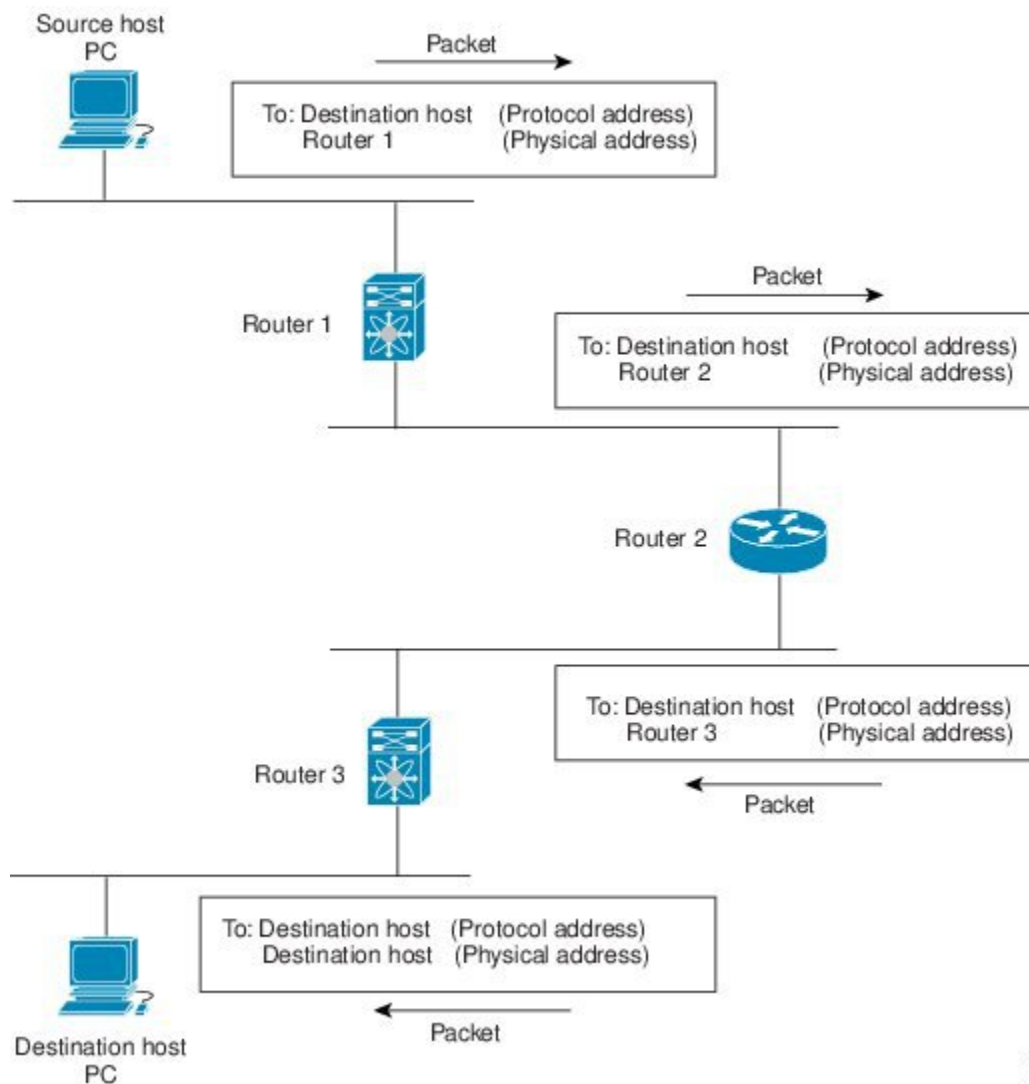 Source host
PC
Packet
To: Destination host (Protocol address)
Router 1 (Physical address)
Router 1
Packet
To: Destination host (Protocol address)
Router 2 (Physical address)
Router 2
To: Destination host (Protocol address)
Router 3 (Physical address)
Packet
Router 3
To: Destination host (Protocol address)
Destination host (Physical address)
Packet
Destination host
PC